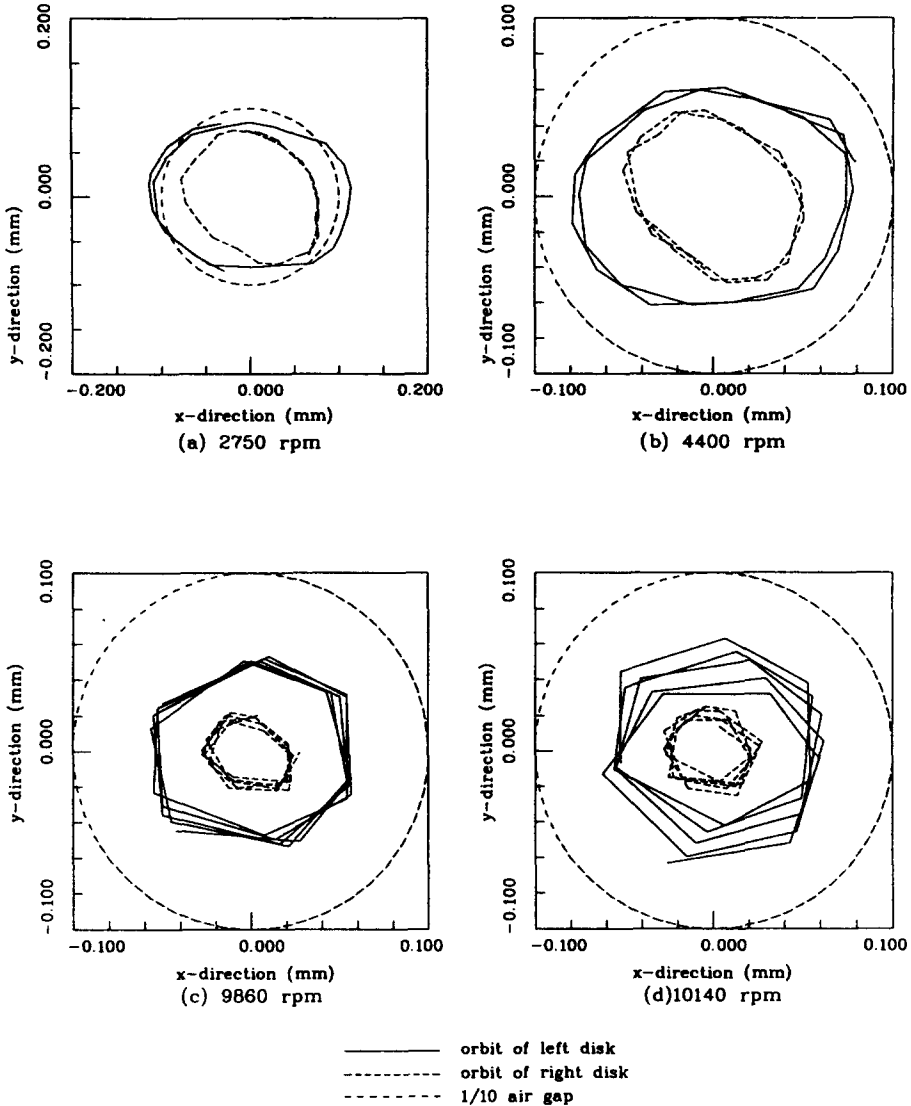 0.200
0.000
-0.200
y-direction (mm)
-0.200 0.000 0.200
x-direction (mm)
(a) 2750 rpm
0.100
0.000
-0.100
y-direction (mm)
-0.100 0.000 0.100
x-direction (mm)
(b) 4400 rpm
0.100
0.000
-0.100
y-direction (mm)
-0.100 0.000 0.100
x-direction (mm)
(c) 9860 rpm
0.100
0.000
-0.100
y-direction (mm)
-0.100 0.000 0.100
x-direction (mm)
(d)10140 rpm
orbit of left disk
orbit of right disk
1/10 air gap